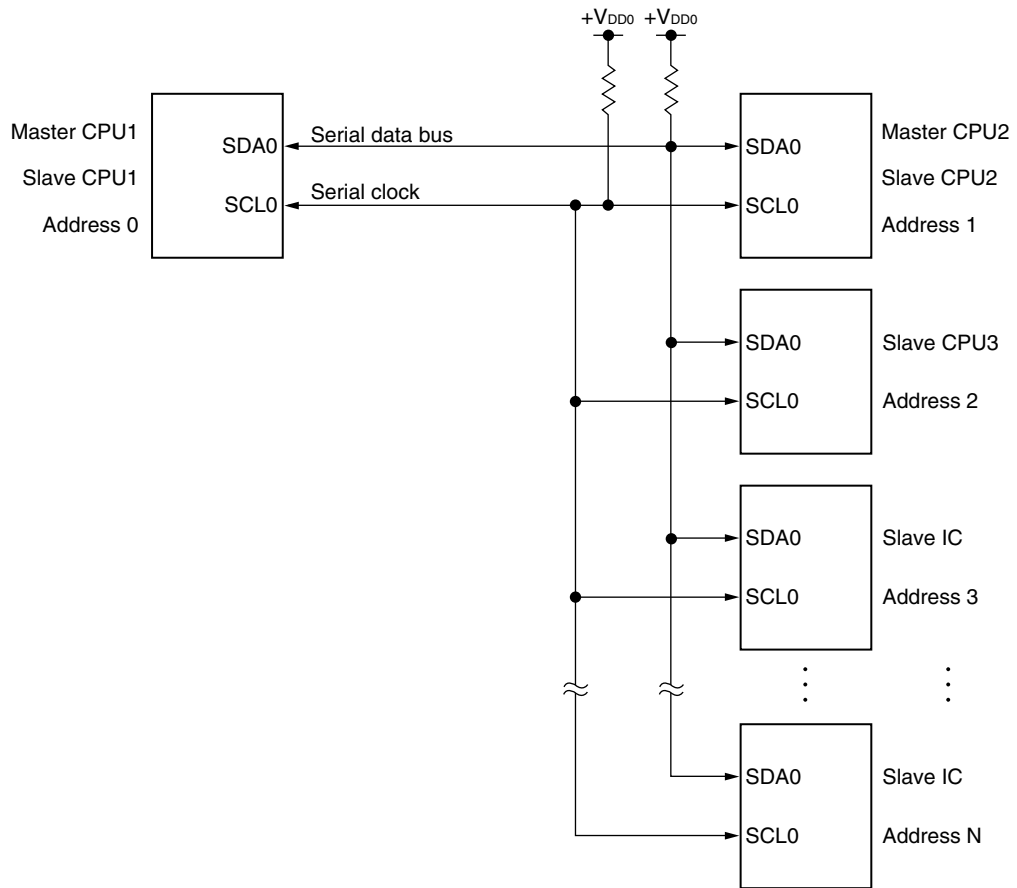 +VDD0 +VDD0
Master CPU1
Slave CPU1
Address 0
SDA0
SCL0
Serial data bus
Serial clock
SDA0
SCL0
Master CPU2
Slave CPU2
Address 1
SDA0
SCL0
Slave CPU3
Address 2
SDA0
SCL0
Slave IC
Address 3
SDA0
SCL0
Slave IC
Address N